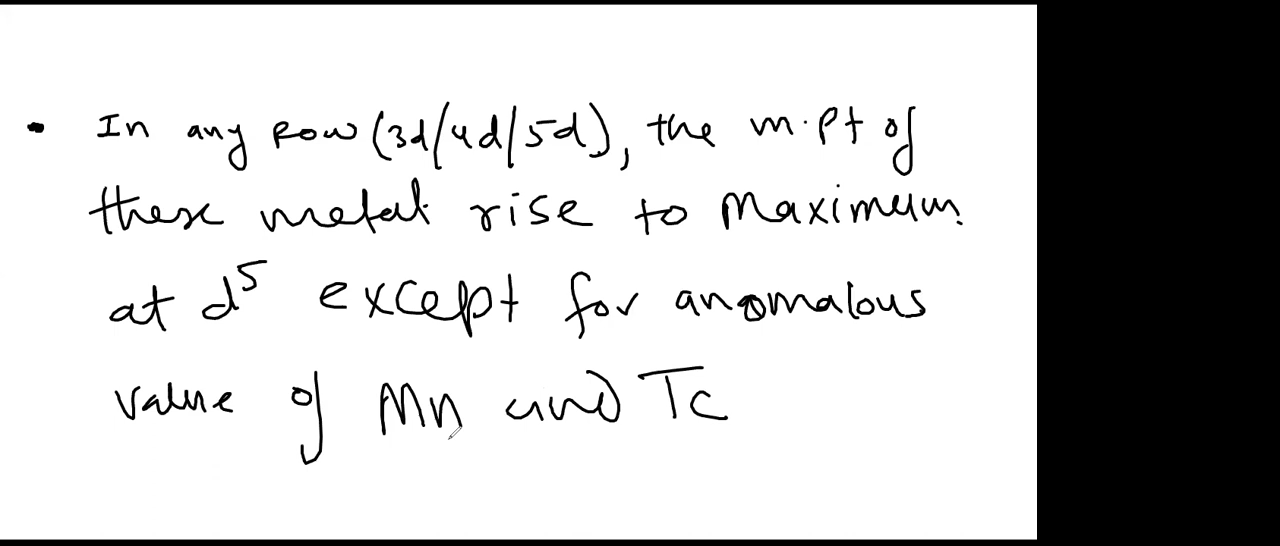 • In any Row (3d/4d/5d), the m.pt of
these metal rise to Maximum
at d⁵ except for anomalous
value of Mn and Tc